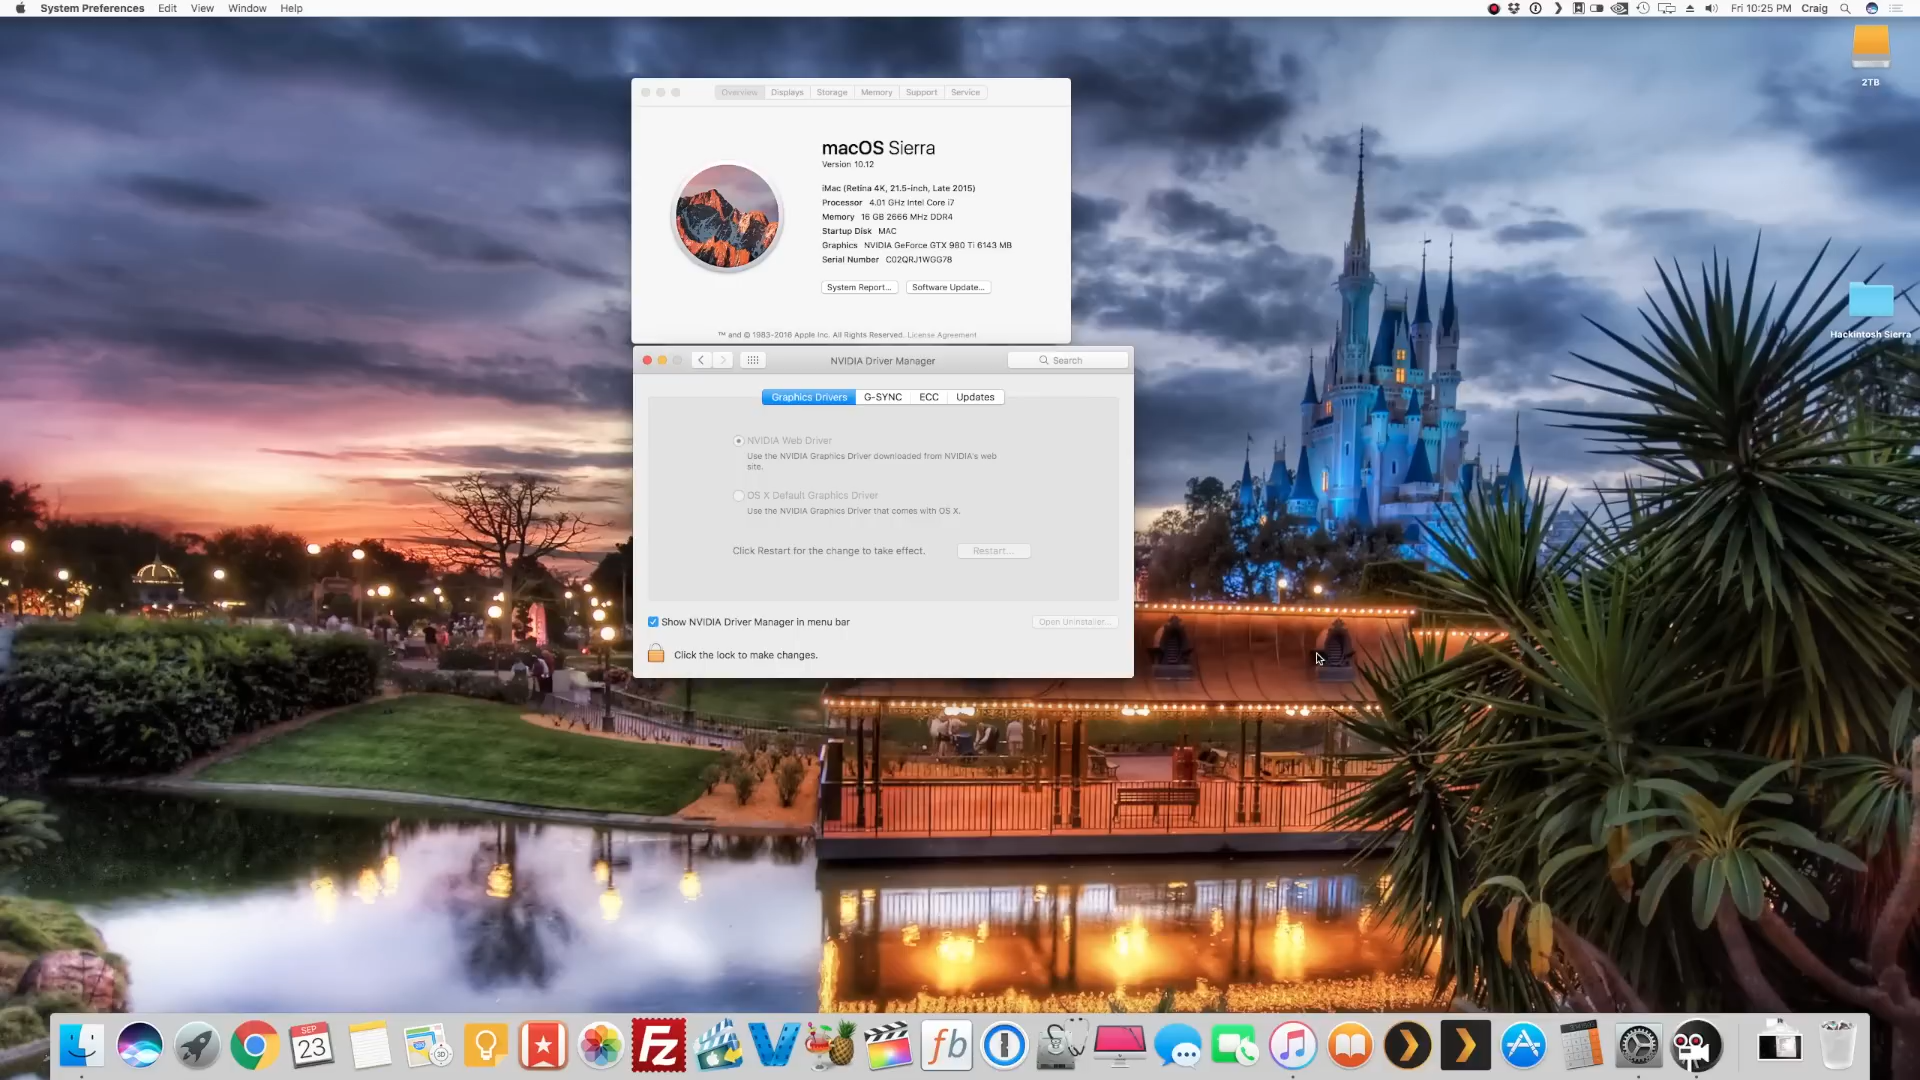 System Preferences Edit View Window Help
Fri 10:25 PM Craig
2TB
Hackintosh Sierra
Overview Displays Storage Memory Support Service
macOS Sierra
Version 10.12
iMac (Retina 4K, 21.5-inch, Late 2015)
Processor 4.01 GHz Intel Core i7
Memory 16 GB 2666 MHz DDR4
Startup Disk MAC
Graphics NVIDIA GeForce GTX 980 Ti 6143 MB
Serial Number C02QRJ1WGG78
System Report... Software Update...
™ and © 1983-2016 Apple Inc. All Rights Reserved. License Agreement
NVIDIA Driver Manager
Search
Graphics Drivers G-SYNC ECC Updates
NVIDIA Web Driver
Use the NVIDIA Graphics Driver downloaded from NVIDIA's web
site.
OS X Default Graphics Driver
Use the NVIDIA Graphics Driver that comes with OS X.
Click Restart for the change to take effect. Restart...
Show NVIDIA Driver Manager in menu bar
Open Uninstaller...
Click the lock to make changes.
SEP
23
3D
Fz
fb